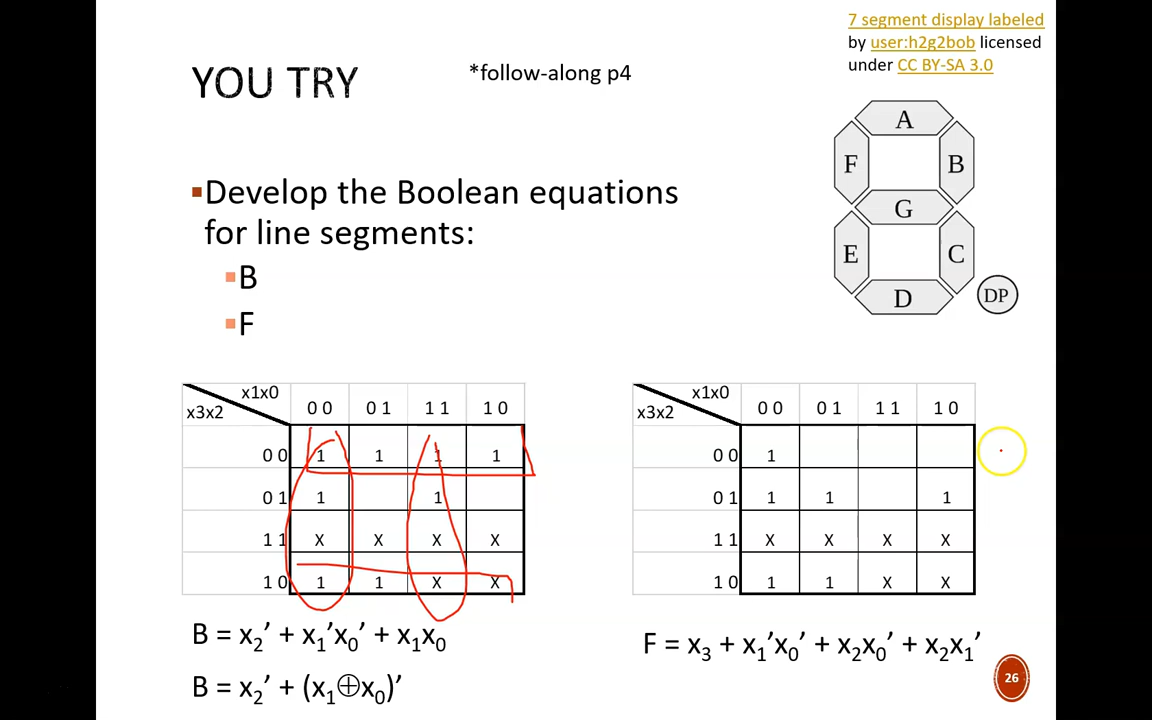 7 segment display labeled
by user:h2g2bob licensed
under CC BY-SA 3.0
YOU TRY
*follow-along p4
A
F
B
G
E
C
D
DP
▪Develop the Boolean equations
for line segments:
▪B
▪F
x1x0
x3x2
0 0 0 1 1 1 1 0
0 0 1 1 1 1
0 1 1 1
1 1 X X X X
1 0 1 1 X X
B = x₂’ + x₁’x₀’ + x₁x₀
B = x₂’ + (x₁⊕x₀)’
x1x0
x3x2
0 0 0 1 1 1 1 0
0 0 1
0 1 1 1 1
1 1 X X X X
1 0 1 1 X X
F = x₃ + x₁’x₀’ + x₂x₀’ + x₂x₁’
26